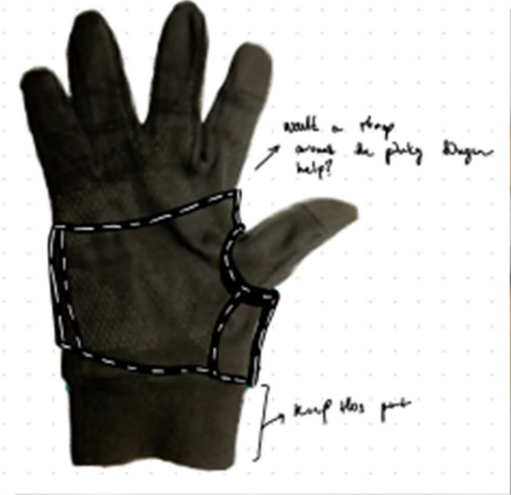 would a strap
around the pinky finger
help?
keep this part